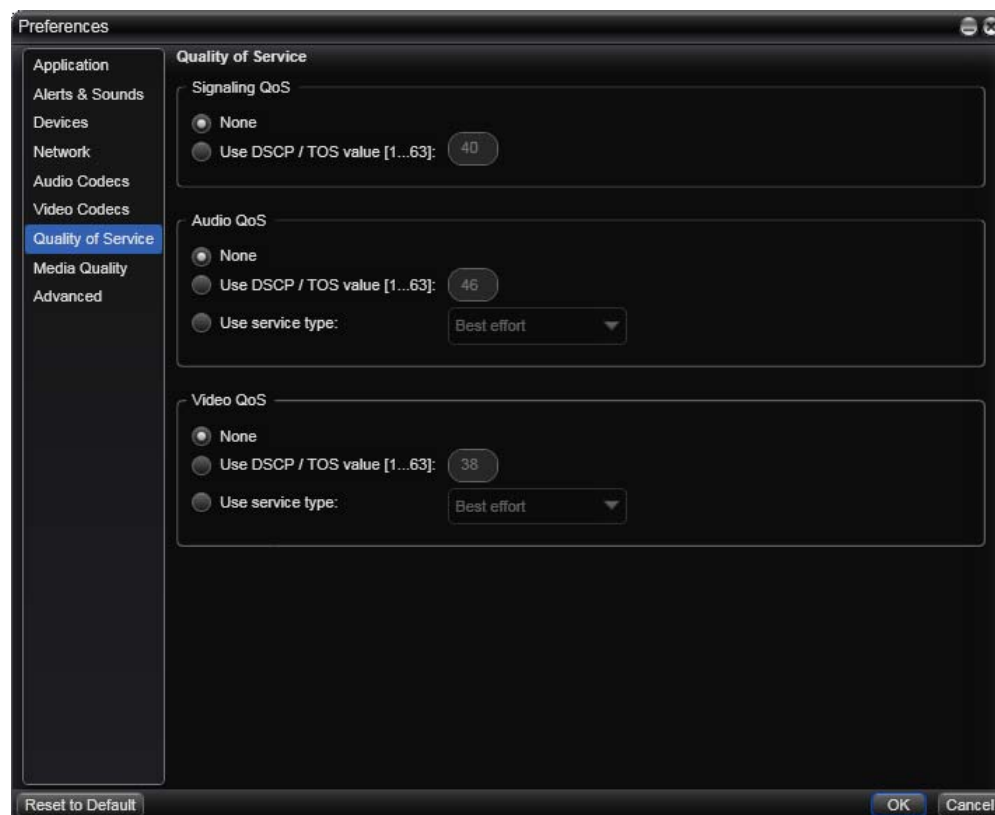 Preferences
Application
Alerts & Sounds
Devices
Network
Audio Codecs
Video Codecs
Quality of Service
Media Quality
Advanced
Quality of Service
Signaling QoS
None
Use DSCP / TOS value [1...63]: 40
Audio QoS
None
Use DSCP / TOS value [1...63]: 46
Use service type: Best effort
Video QoS
None
Use DSCP / TOS value [1...63]: 38
Use service type: Best effort
Reset to Default
OK Cancel